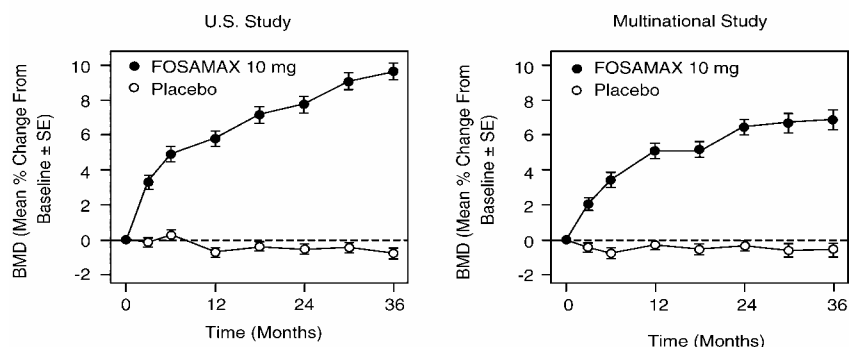 U.S. Study
BMD (Mean % Change From
Baseline ± SE)
10
8
6
4
2
0
-2
FOSAMAX 10 mg
Placebo
0
12
24
36
Time (Months)
Multinational Study
BMD (Mean % Change From
Baseline ± SE)
10
8
6
4
2
0
-2
FOSAMAX 10 mg
Placebo
0
12
24
36
Time (Months)